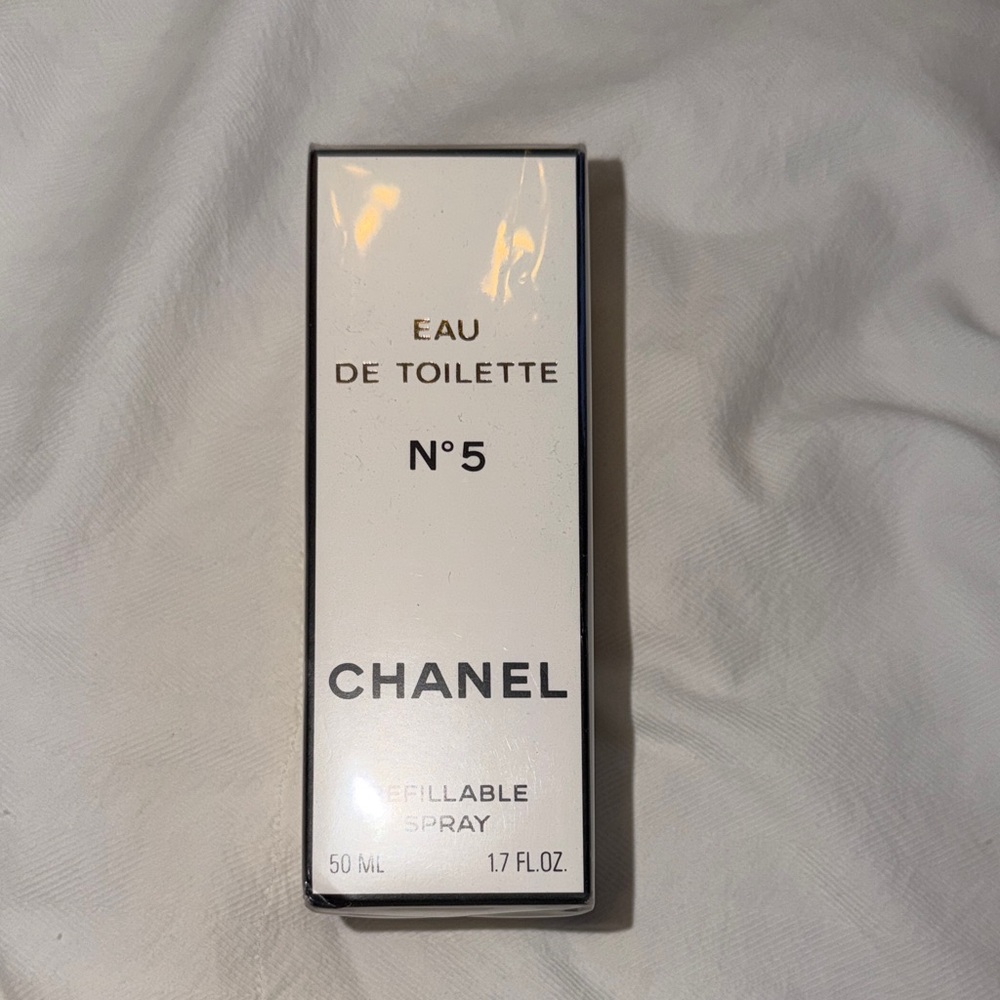 EAU
DE TOILETTE
N°5
CHANEL
REFILLABLE
SPRAY
50 ML
1.7 FL.OZ.